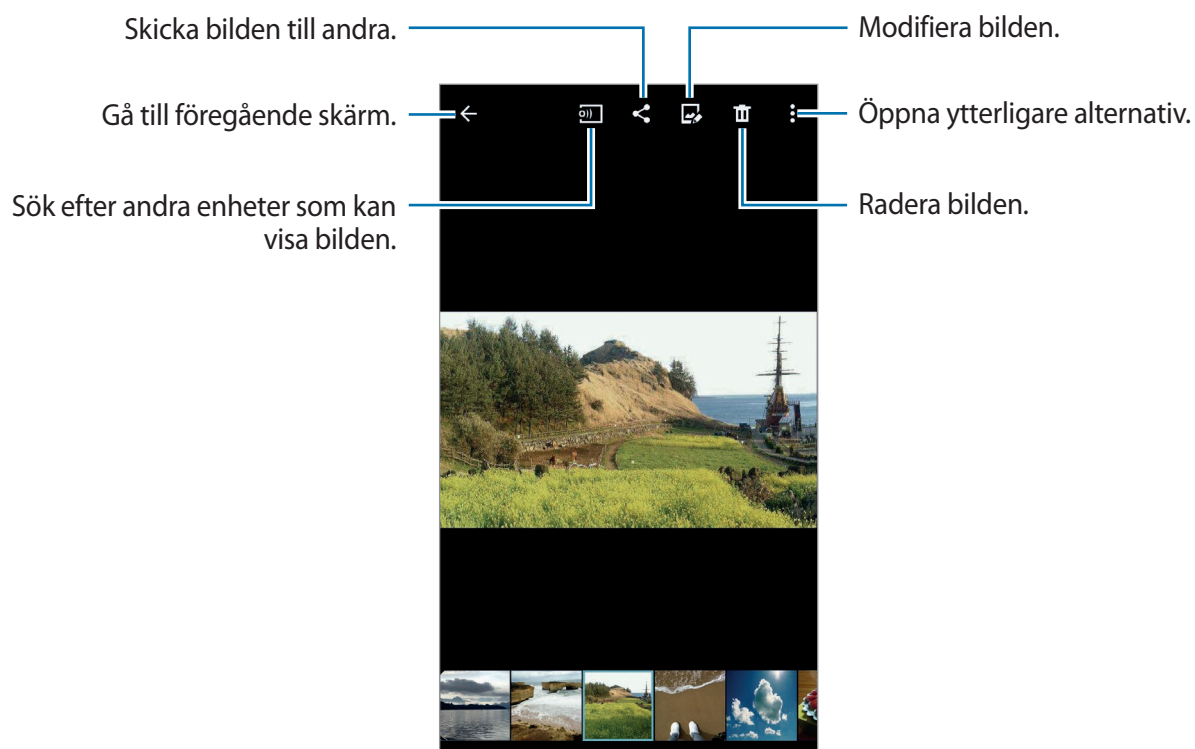 Skicka bilden till andra.
Modifiera bilden.
Gå till föregående skärm.
Öppna ytterligare alternativ.
Sök efter andra enheter som kan
visa bilden.
Radera bilden.